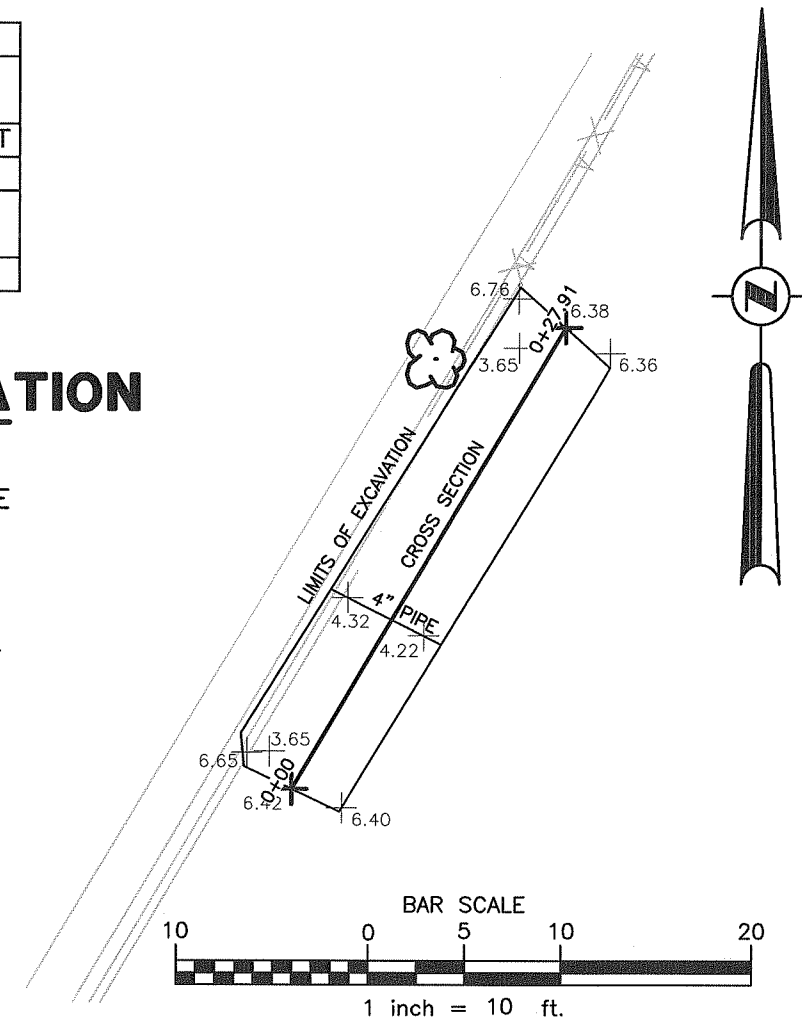 T
ATION
E
6.76
0+27.91
6.38
3.65
6.36
LIMITS OF EXCAVATION
CROSS SECTION
4" PIPE
4.32
4.22
3.65
6.65
0+00
6.42
6.40
N
BAR SCALE
10 0 5 10 20
1 inch = 10 ft.